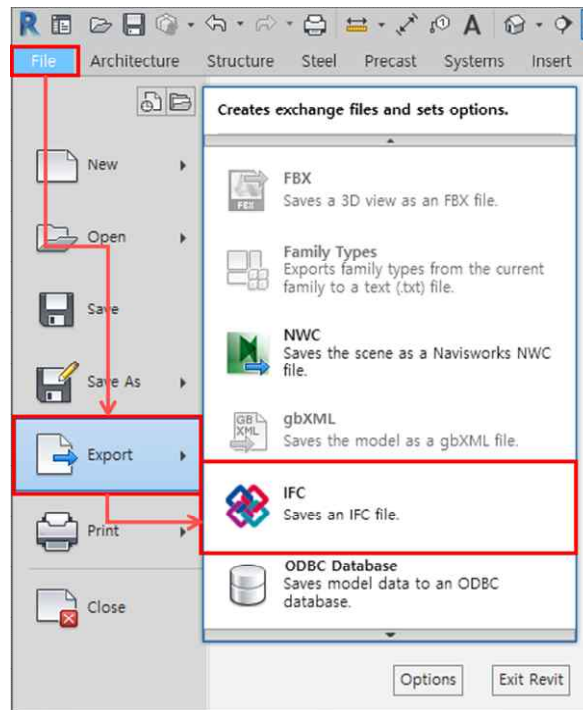 R
A
File Architecture Structure Steel Precast Systems Insert
Creates exchange files and sets options.
New
Open
Save
Save As
Export
Print
Close
FBX
FBX
Saves a 3D view as an FBX file.
Family Types
Exports family types from the current
family to a text (.txt) file.
NWC
Saves the scene as a Navisworks NWC
file.
GB
XML
gbXML
Saves the model as a gbXML file.
IFC
Saves an IFC file.
ODBC Database
Saves model data to an ODBC
database.
Options Exit Revit